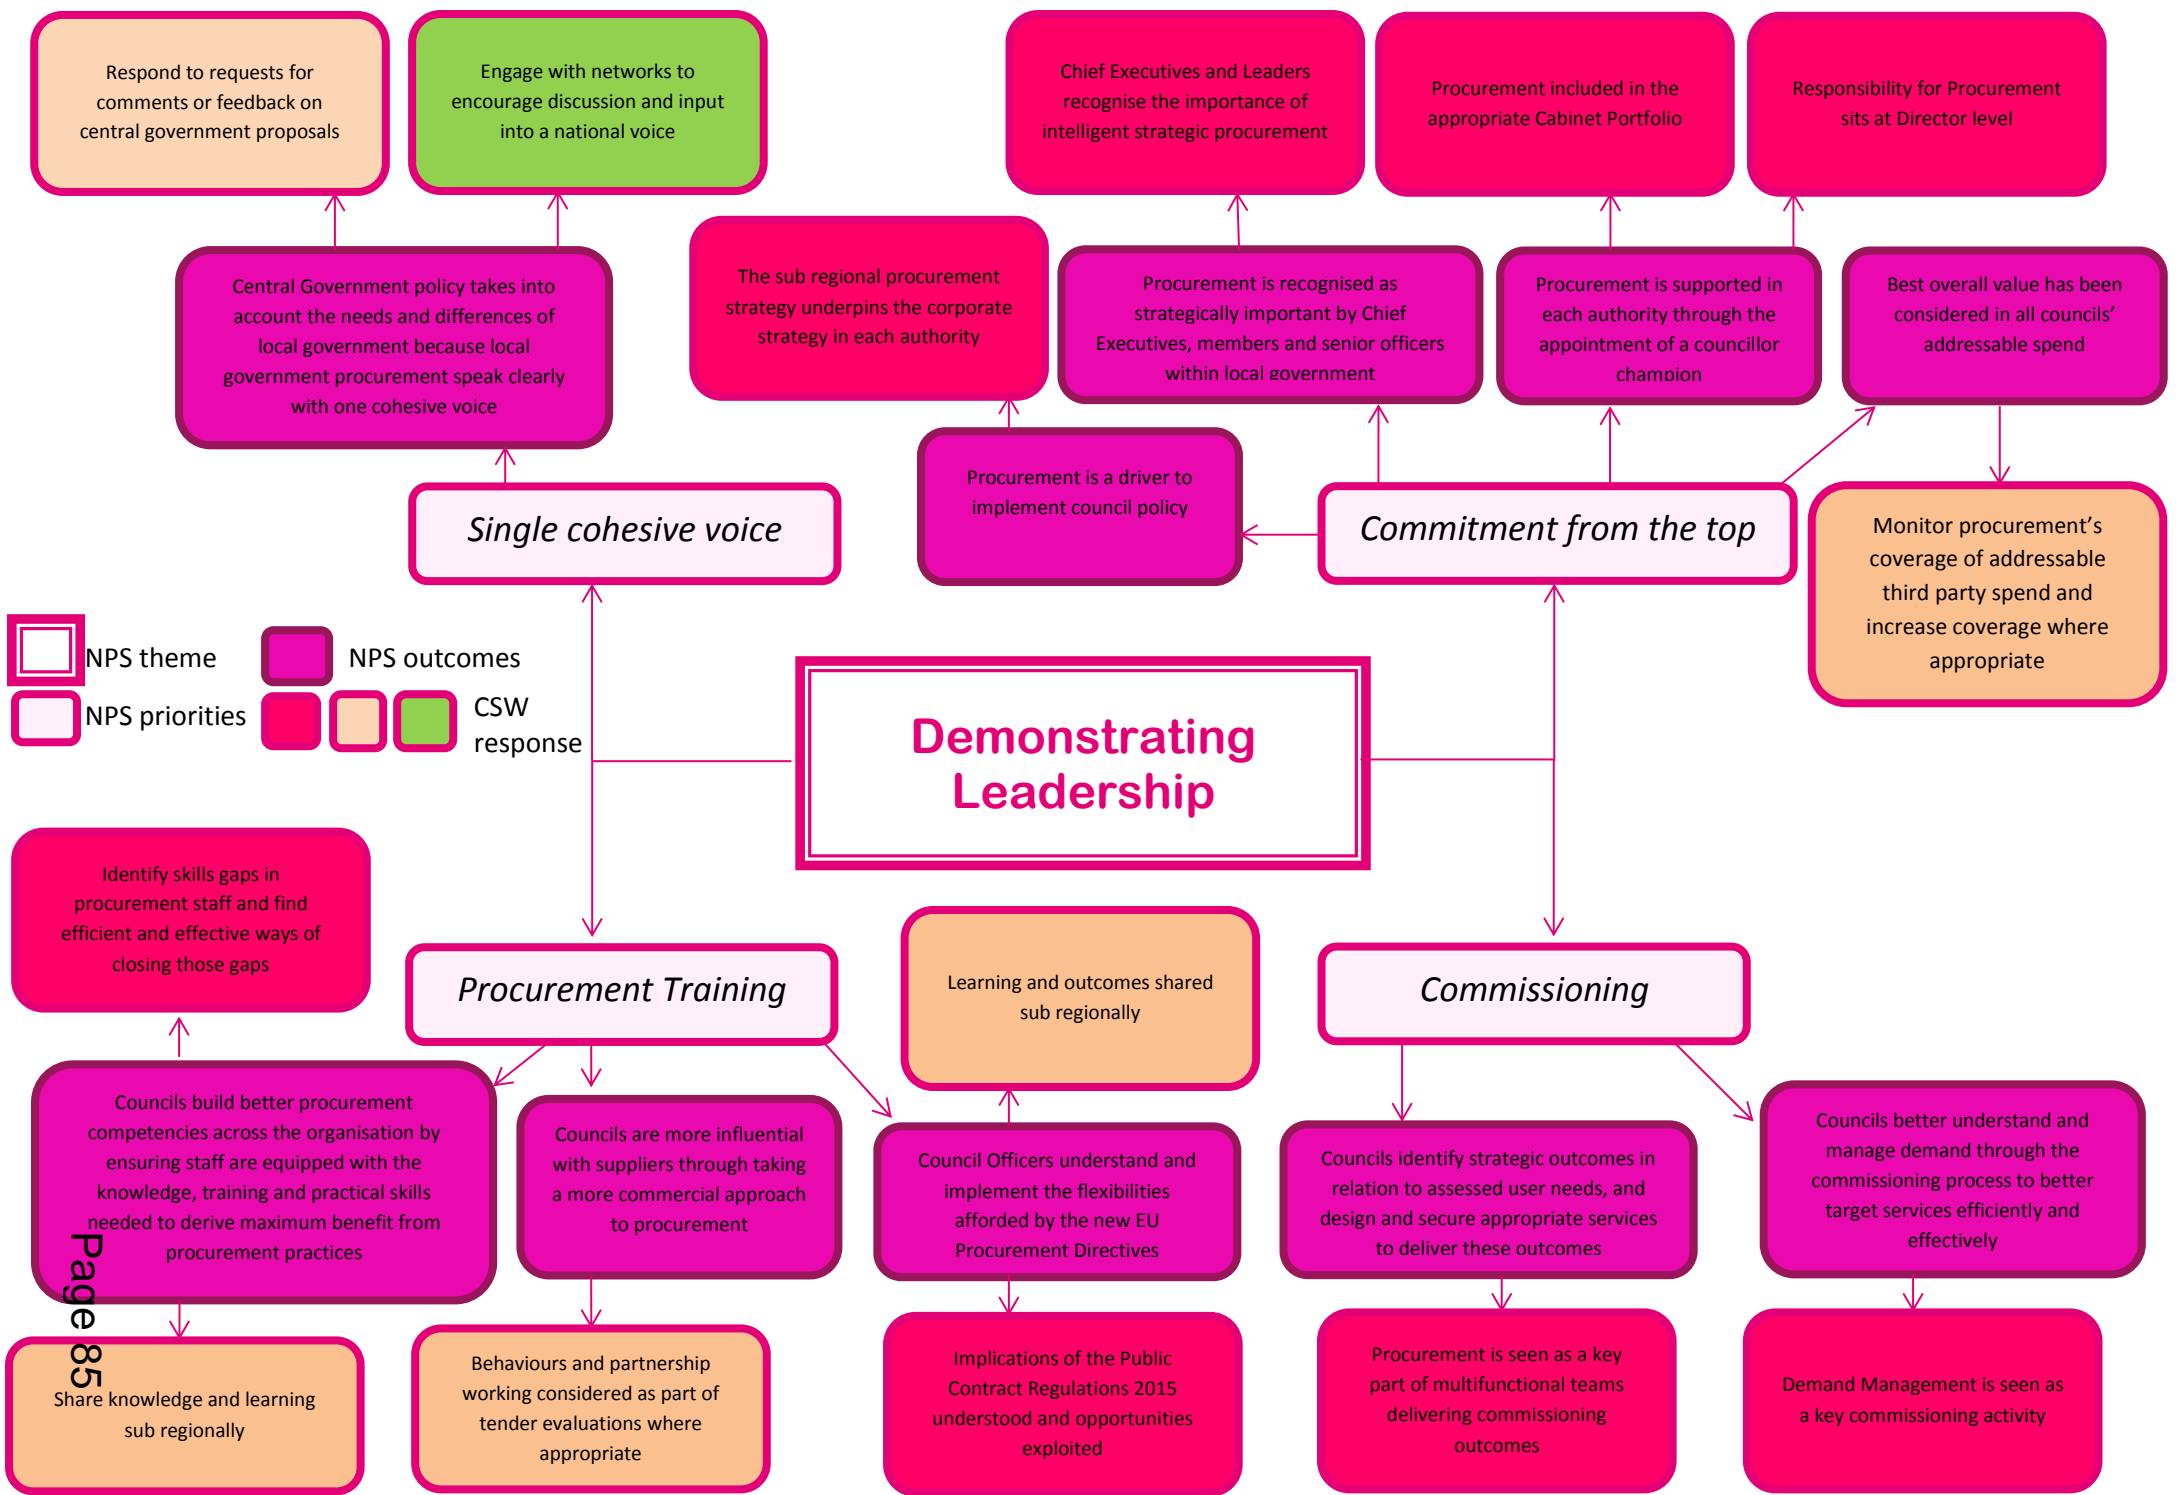 Respond to requests for
comments or feedback on
central government proposals
Engage with networks to
encourage discussion and input
into a national voice
Chief Executives and Leaders
recognise the importance of
intelligent strategic procurement
Procurement included in the
appropriate Cabinet Portfolio
Responsibility for Procurement
sits at Director level
Central Government policy takes into
account the needs and differences of
local government because local
government procurement speak clearly
with one cohesive voice
The sub regional procurement
strategy underpins the corporate
strategy in each authority
Procurement is recognised as
strategically important by Chief
Executives, members and senior officers
within local government
Procurement is supported in
each authority through the
appointment of a councillor
champion
Best overall value has been
considered in all councils’
addressable spend
Procurement is a driver to
implement council policy
Single cohesive voice
Commitment from the top
Monitor procurement’s
coverage of addressable
third party spend and
increase coverage where
appropriate
NPS theme
NPS outcomes
NPS priorities
CSW
response
Demonstrating
Leadership
Identify skills gaps in
procurement staff and find
efficient and effective ways of
closing those gaps
Procurement Training
Learning and outcomes shared
sub regionally
Commissioning
Councils build better procurement
competencies across the organisation by
ensuring staff are equipped with the
knowledge, training and practical skills
needed to derive maximum benefit from
procurement practices
Councils are more influential
with suppliers through taking
a more commercial approach
to procurement
Council Officers understand and
implement the flexibilities
afforded by the new EU
Procurement Directives
Councils identify strategic outcomes in
relation to assessed user needs, and
design and secure appropriate services
to deliver these outcomes
Councils better understand and
manage demand through the
commissioning process to better
target services efficiently and
effectively
Page 85
Share knowledge and learning
sub regionally
Behaviours and partnership
working considered as part of
tender evaluations where
appropriate
Implications of the Public
Contract Regulations 2015
understood and opportunities
exploited
Procurement is seen as a key
part of multifunctional teams
delivering commissioning
outcomes
Demand Management is seen as
a key commissioning activity